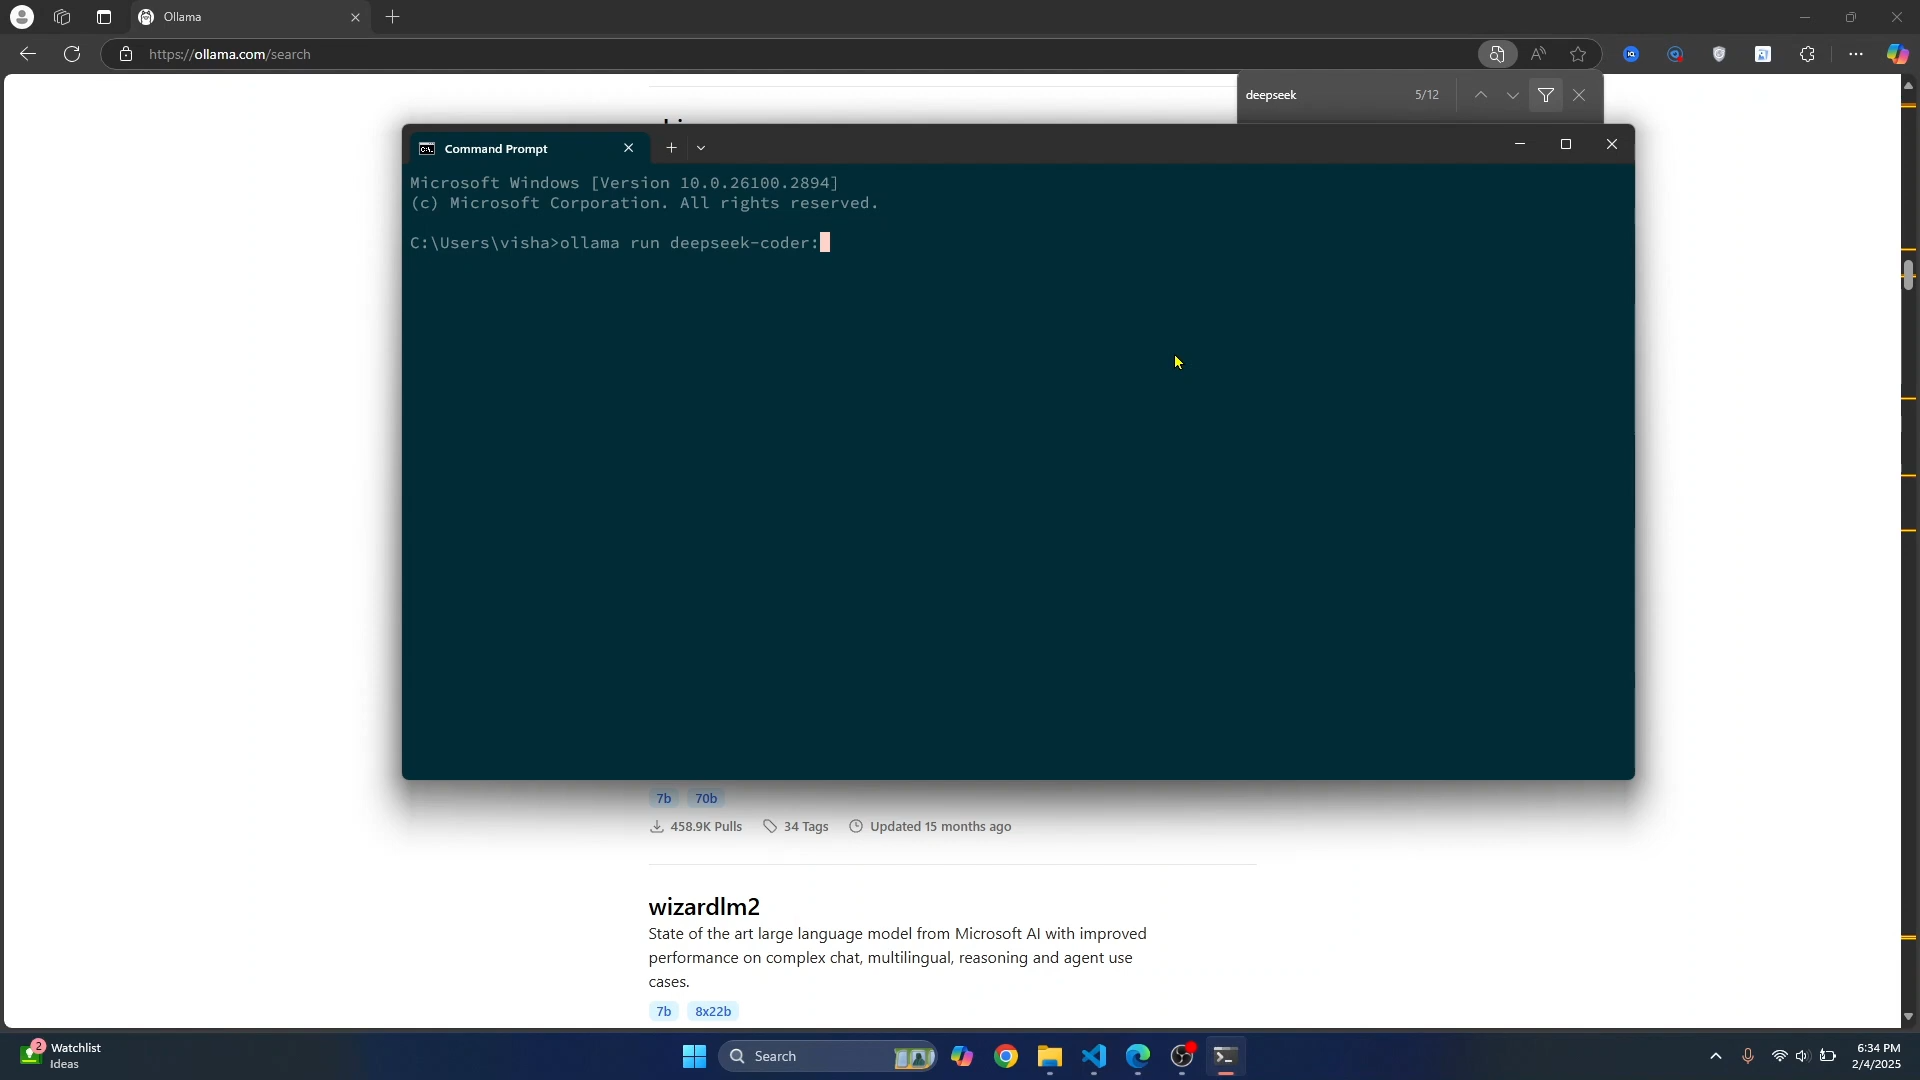 Ollama
https://ollama.com/search
deepseek
5/12
Command Prompt
Microsoft Windows [Version 10.0.26100.2894]
(c) Microsoft Corporation. All rights reserved.
C:\Users\visha>ollama run deepseek-coder:
7b 70b
458.9K Pulls 34 Tags Updated 15 months ago
wizardlm2
State of the art large language model from Microsoft AI with improved
performance on complex chat, multilingual, reasoning and agent use
cases.
7b 8x22b
2
Watchlist
Ideas
Search
6:34 PM
2/4/2025